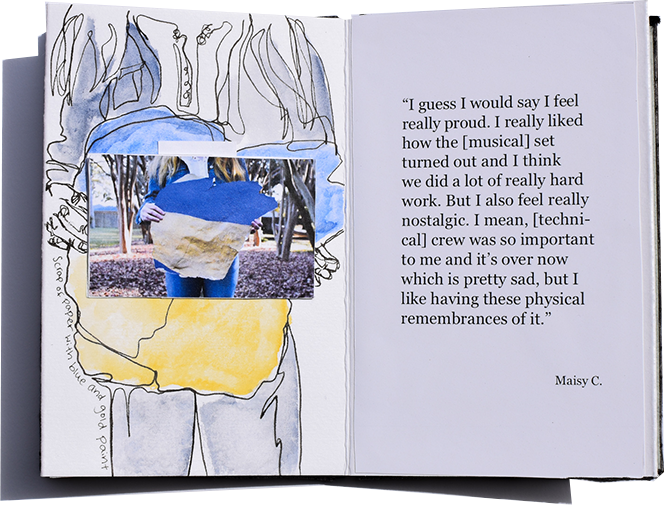 Scrap of paper with blue and gold paint
“I guess I would say I feel
really proud. I really liked
how the [musical] set
turned out and I think
we did a lot of really hard
work. But I also feel really
nostalgic. I mean, [techni-
cal] crew was so important
to me and it’s over now
which is pretty sad, but I
like having these physical
remembrances of it.”
Maisy C.